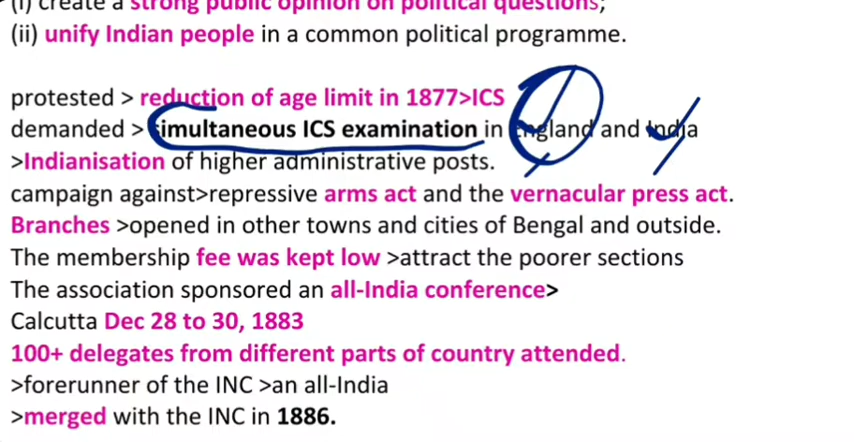 (i) create a strong public opinion on political questions;
(ii) unify Indian people in a common political programme.
protested > reduction of age limit in 1877>ICS
demanded > simultaneous ICS examination in England and India
>Indianisation of higher administrative posts.
campaign against>repressive arms act and the vernacular press act.
Branches >opened in other towns and cities of Bengal and outside.
The membership fee was kept low >attract the poorer sections
The association sponsored an all-India conference>
Calcutta Dec 28 to 30, 1883
100+ delegates from different parts of country attended.
>forerunner of the INC >an all-India
>merged with the INC in 1886.